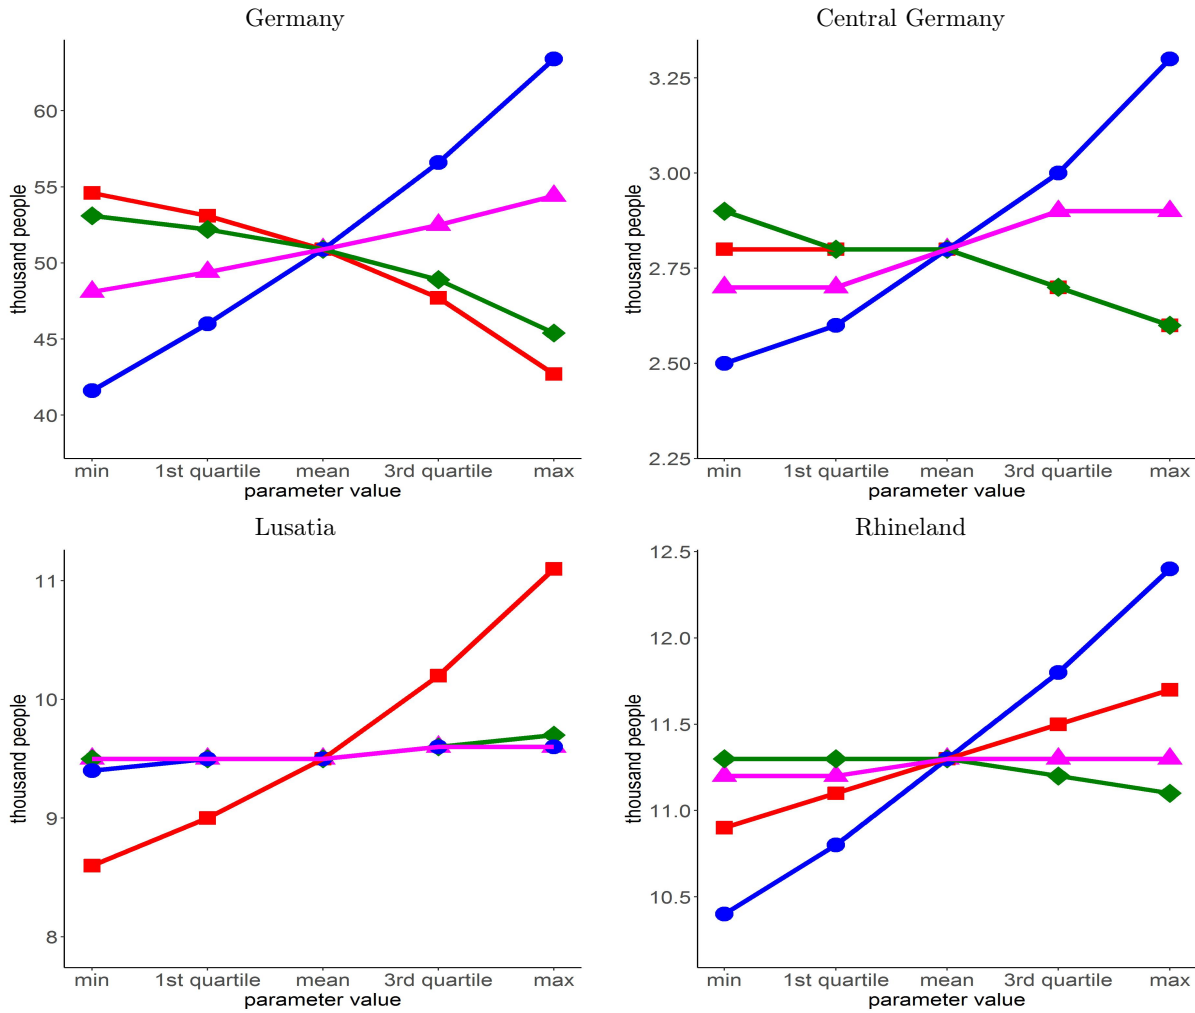 Germany
thousand people
60
55
50
45
40
min 1st quartile mean 3rd quartile max
parameter value
Central Germany
thousand people
3.25
3.00
2.75
2.50
2.25
min 1st quartile mean 3rd quartile max
parameter value
Lusatia
thousand people
11
10
9
8
min 1st quartile mean 3rd quartile max
parameter value
Rhineland
thousand people
12.5
12.0
11.5
11.0
10.5
min 1st quartile mean 3rd quartile max
parameter value